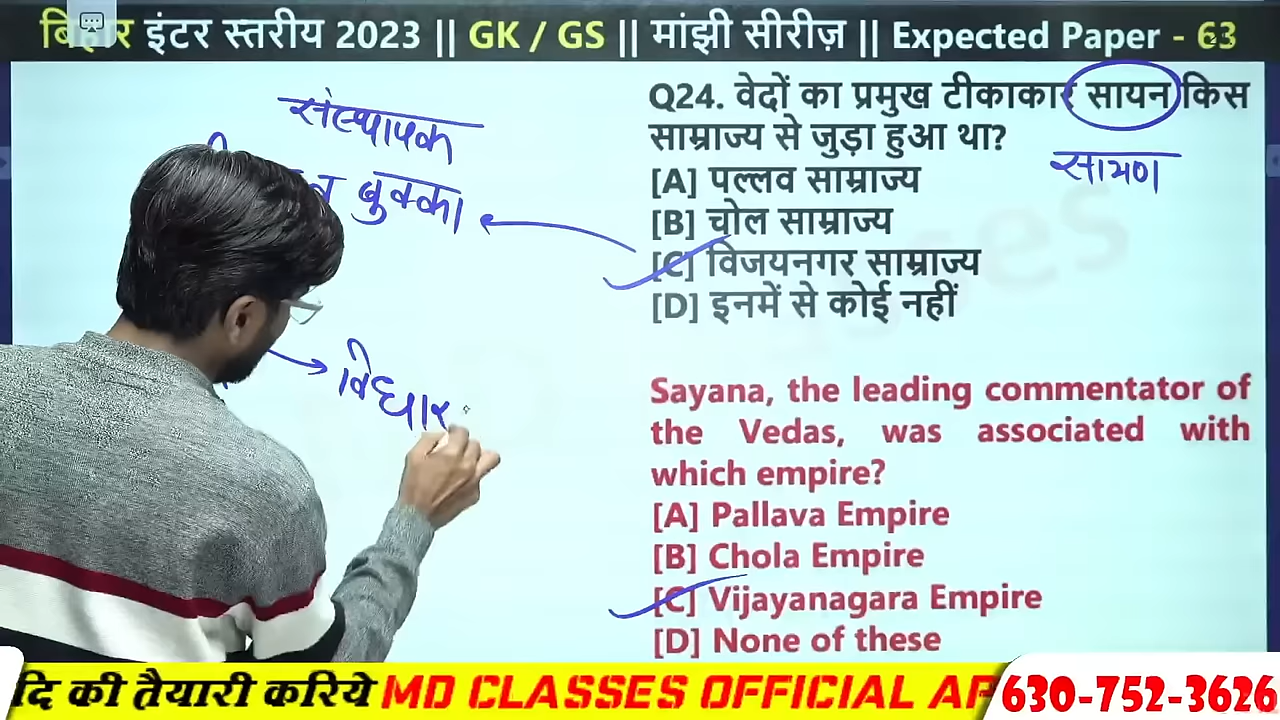 बिहार इंटर स्तरीय 2023 || GK / GS || मांझी सीरीज़ || Expected Paper - 63
संस्थापक
बुक्का
विद्यार
Q24. वेदों का प्रमुख टीकाकार सायन किस
साम्राज्य से जुड़ा हुआ था?
सायण
[A] पल्लव साम्राज्य
[B] चोल साम्राज्य
[C] विजयनगर साम्राज्य
[D] इनमें से कोई नहीं
Sayana, the leading commentator of
the Vedas, was associated with
which empire?
[A] Pallava Empire
[B] Chola Empire
[C] Vijayanagara Empire
[D] None of these
दि की तैयारी करिये MD CLASSES OFFICIAL AP
630-752-3626